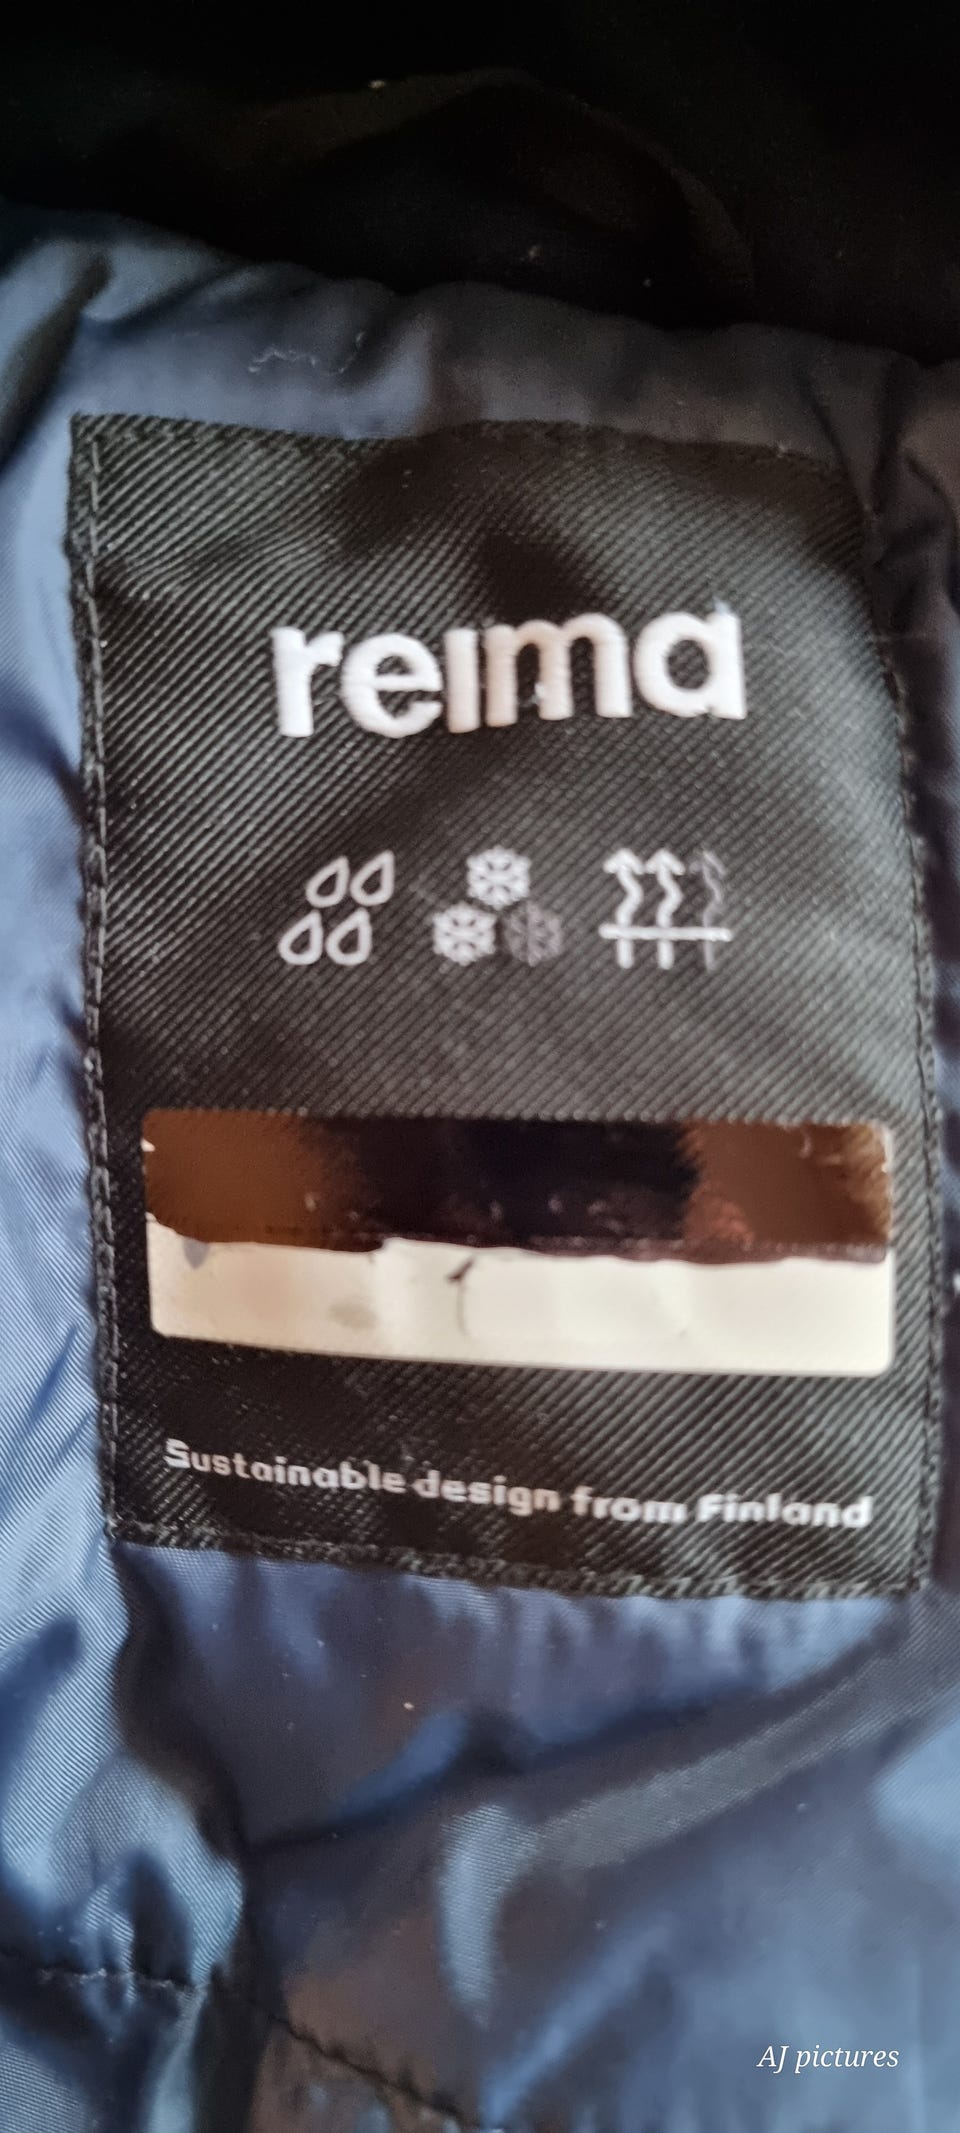 reima
Sustainable design from Finland
AJ pictures